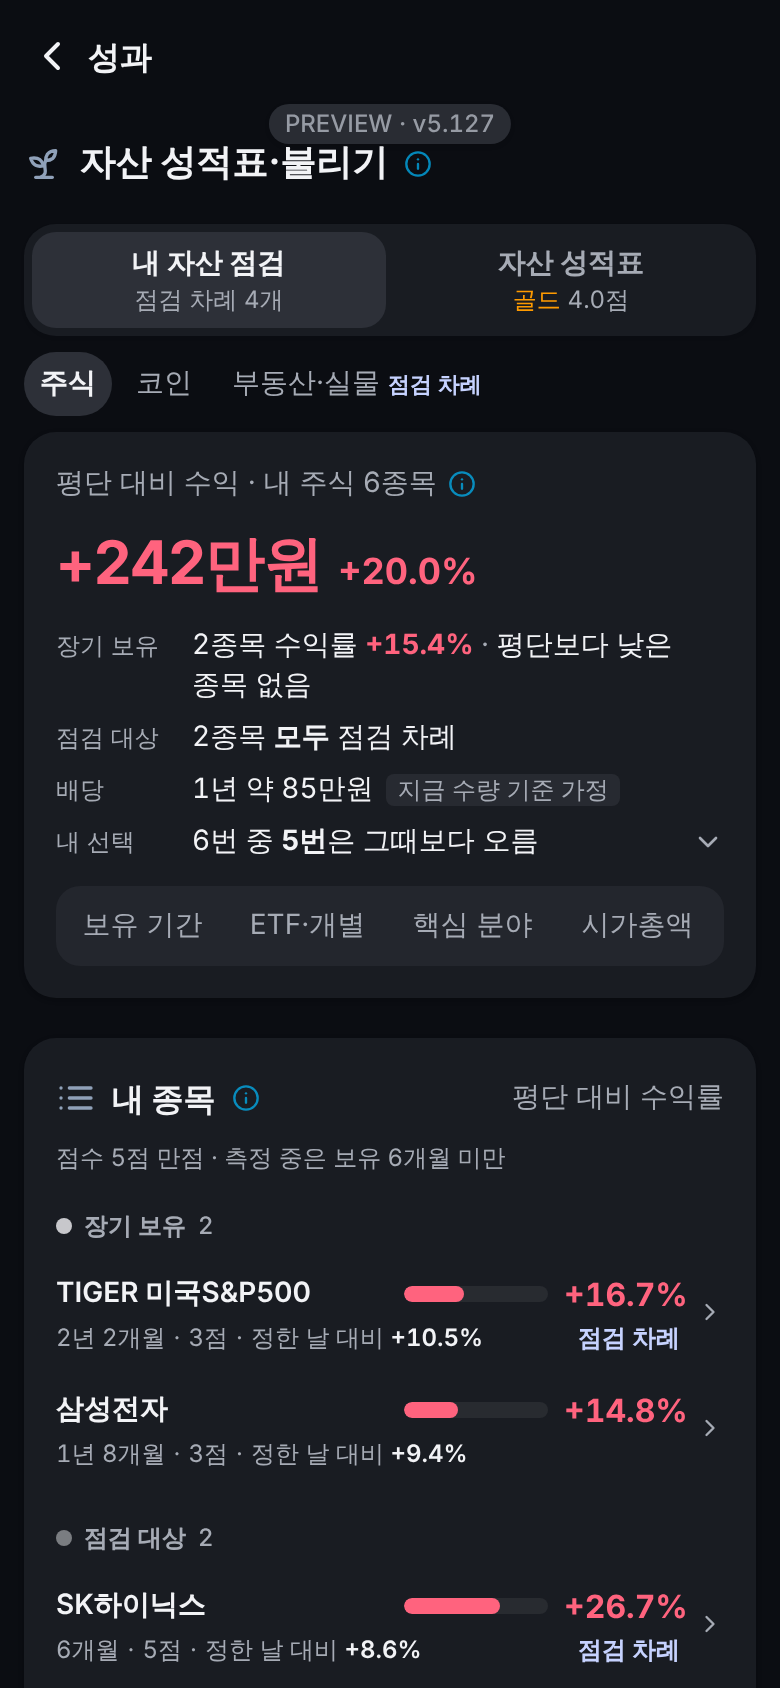 성과
PREVIEW · v5.127
자산 성적표·불리기
내 자산 점검
점검 차례 4개
자산 성적표
골드 4.0점
주식
코인
부동산·실물 점검 차례
평단 대비 수익 · 내 주식 6종목
+242만원 +20.0%
장기 보유 2종목 수익률 +15.4% · 평단보다 낮은
종목 없음
점검 대상 2종목 모두 점검 차례
배당 1년 약 85만원 지금 수량 기준 가정
내 선택 6번 중 5번은 그때보다 오름
보유 기간 ETF·개별 핵심 분야 시가총액
내 종목 평단 대비 수익률
점수 5점 만점 · 측정 중은 보유 6개월 미만
장기 보유 2
TIGER 미국S&P500 +16.7%
2년 2개월 · 3점 · 정한 날 대비 +10.5% 점검 차례
삼성전자 +14.8%
1년 8개월 · 3점 · 정한 날 대비 +9.4%
점검 대상 2
SK하이닉스 +26.7%
6개월 · 5점 · 정한 날 대비 +8.6% 점검 차례